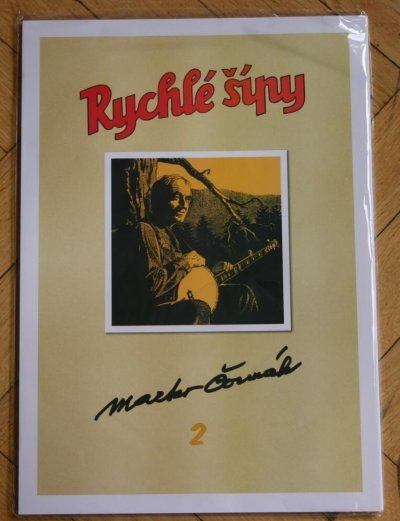 Rychlé šípy
Marko Čermák
2